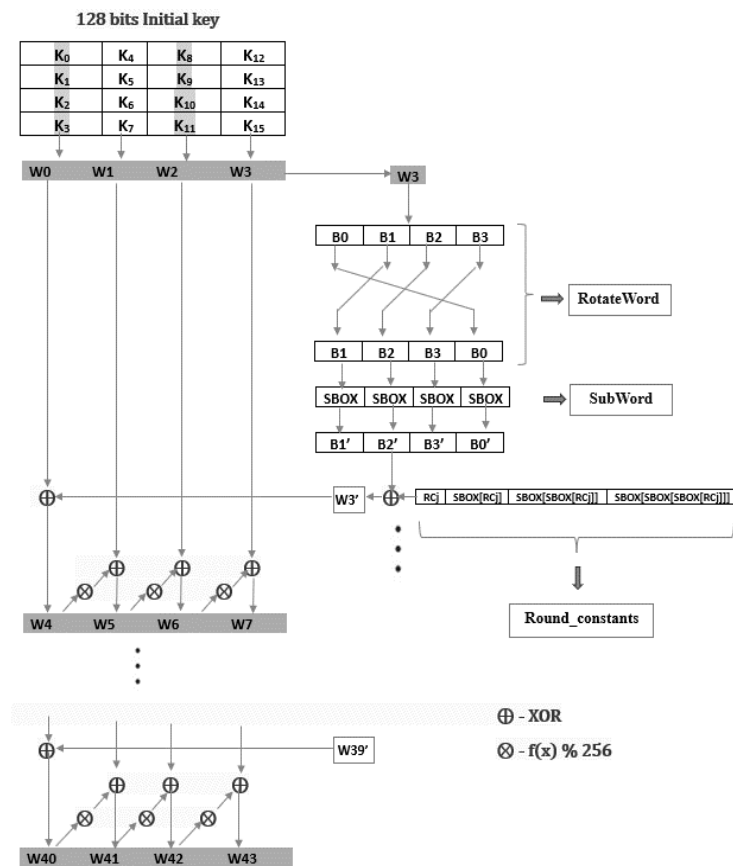 128 bits Initial key
K0 K4 K8 K12
K1 K5 K9 K13
K2 K6 K10 K14
K3 K7 K11 K15
W0 W1 W2 W3
W3
B0 B1 B2 B3
RotateWord
B1 B2 B3 B0
SBOX SBOX SBOX SBOX
SubWord
B1’ B2’ B3’ B0’
W3’
RCj SBOX[RCj] SBOX[SBOX[RCj]] SBOX[SBOX[SBOX[RCj]]]
Round_constants
W4 W5 W6 W7
⊕ - XOR
W39’
⊗ - f(x) % 256
W40 W41 W42 W43